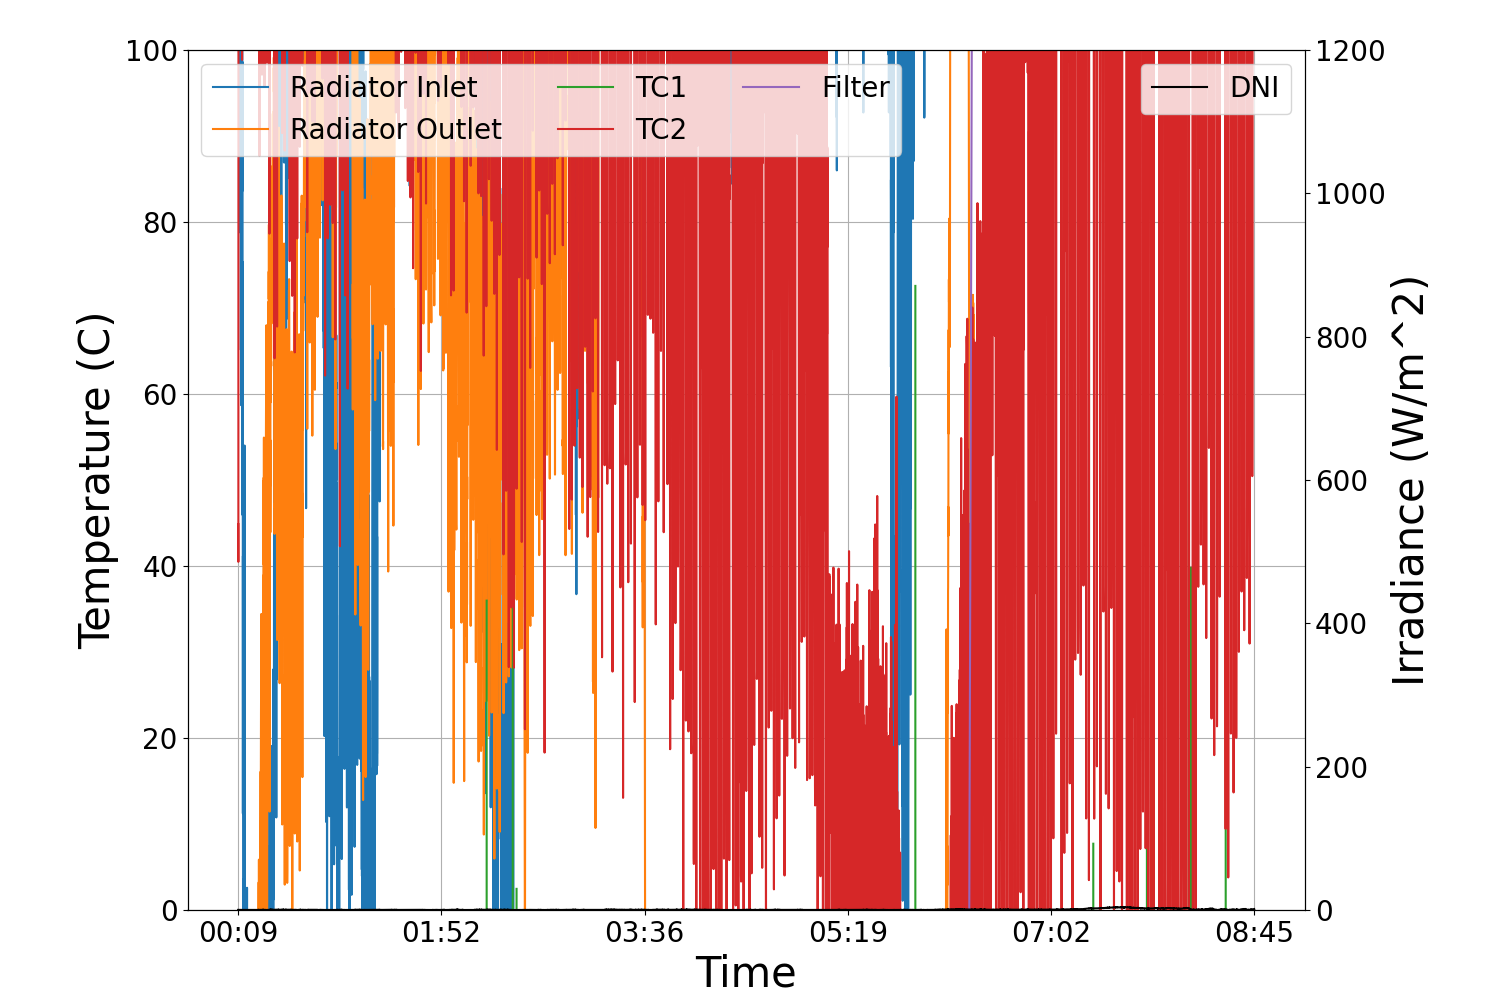 Radiator Inlet
Radiator Outlet
TC1
TC2
Filter
DNI
Temperature (C)
100
80
60
40
20
0
Irradiance (W/m^2)
1200
1000
800
600
400
200
0
00:09 01:52 03:36 05:19 07:02 08:45
Time